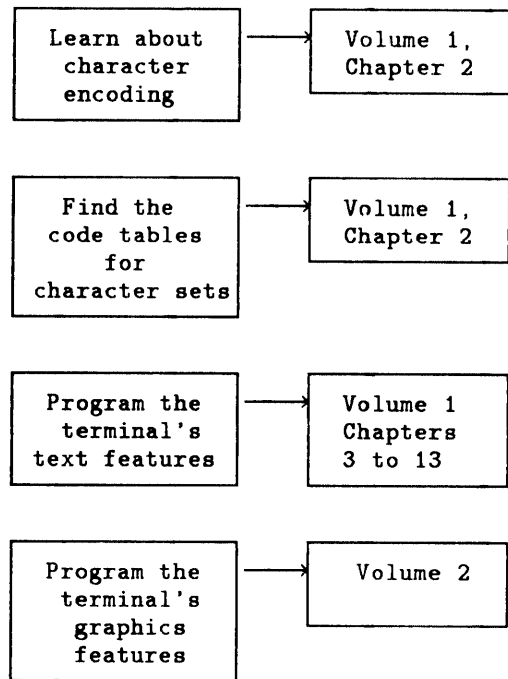 Learn about
character
encoding
Volume 1,
Chapter 2
Find the
code tables
for
character sets
Volume 1,
Chapter 2
Program the
terminal's
text features
Volume 1
Chapters
3 to 13
Program the
terminal's
graphics
features
Volume 2